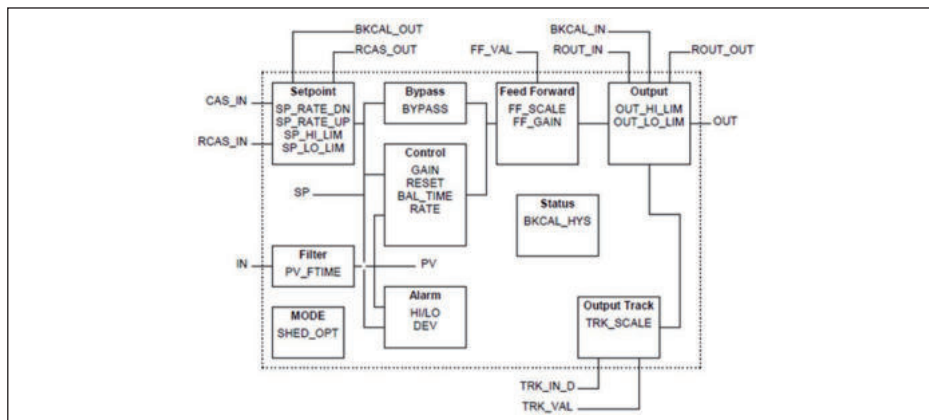 BKCAL_OUT
RCAS_OUT
FF_VAL
BKCAL_IN
ROUT_IN
ROUT_OUT
CAS_IN
RCAS_IN
Setpoint
SP_RATE_DN
SP_RATE_UP
SP_HI_LIM
SP_LO_LIM
Bypass
BYPASS
Feed Forward
FF_SCALE
FF_GAIN
Output
OUT_HI_LIM
OUT_LO_LIM
OUT
SP
Control
GAIN
RESET
BAL_TIME
RATE
Status
BKCAL_HYS
IN
Filter
PV_FTIME
PV
MODE
SHED_OPT
Alarm
HI/LO
DEV
Output Track
TRK_SCALE
TRK_IN_D
TRK_VAL